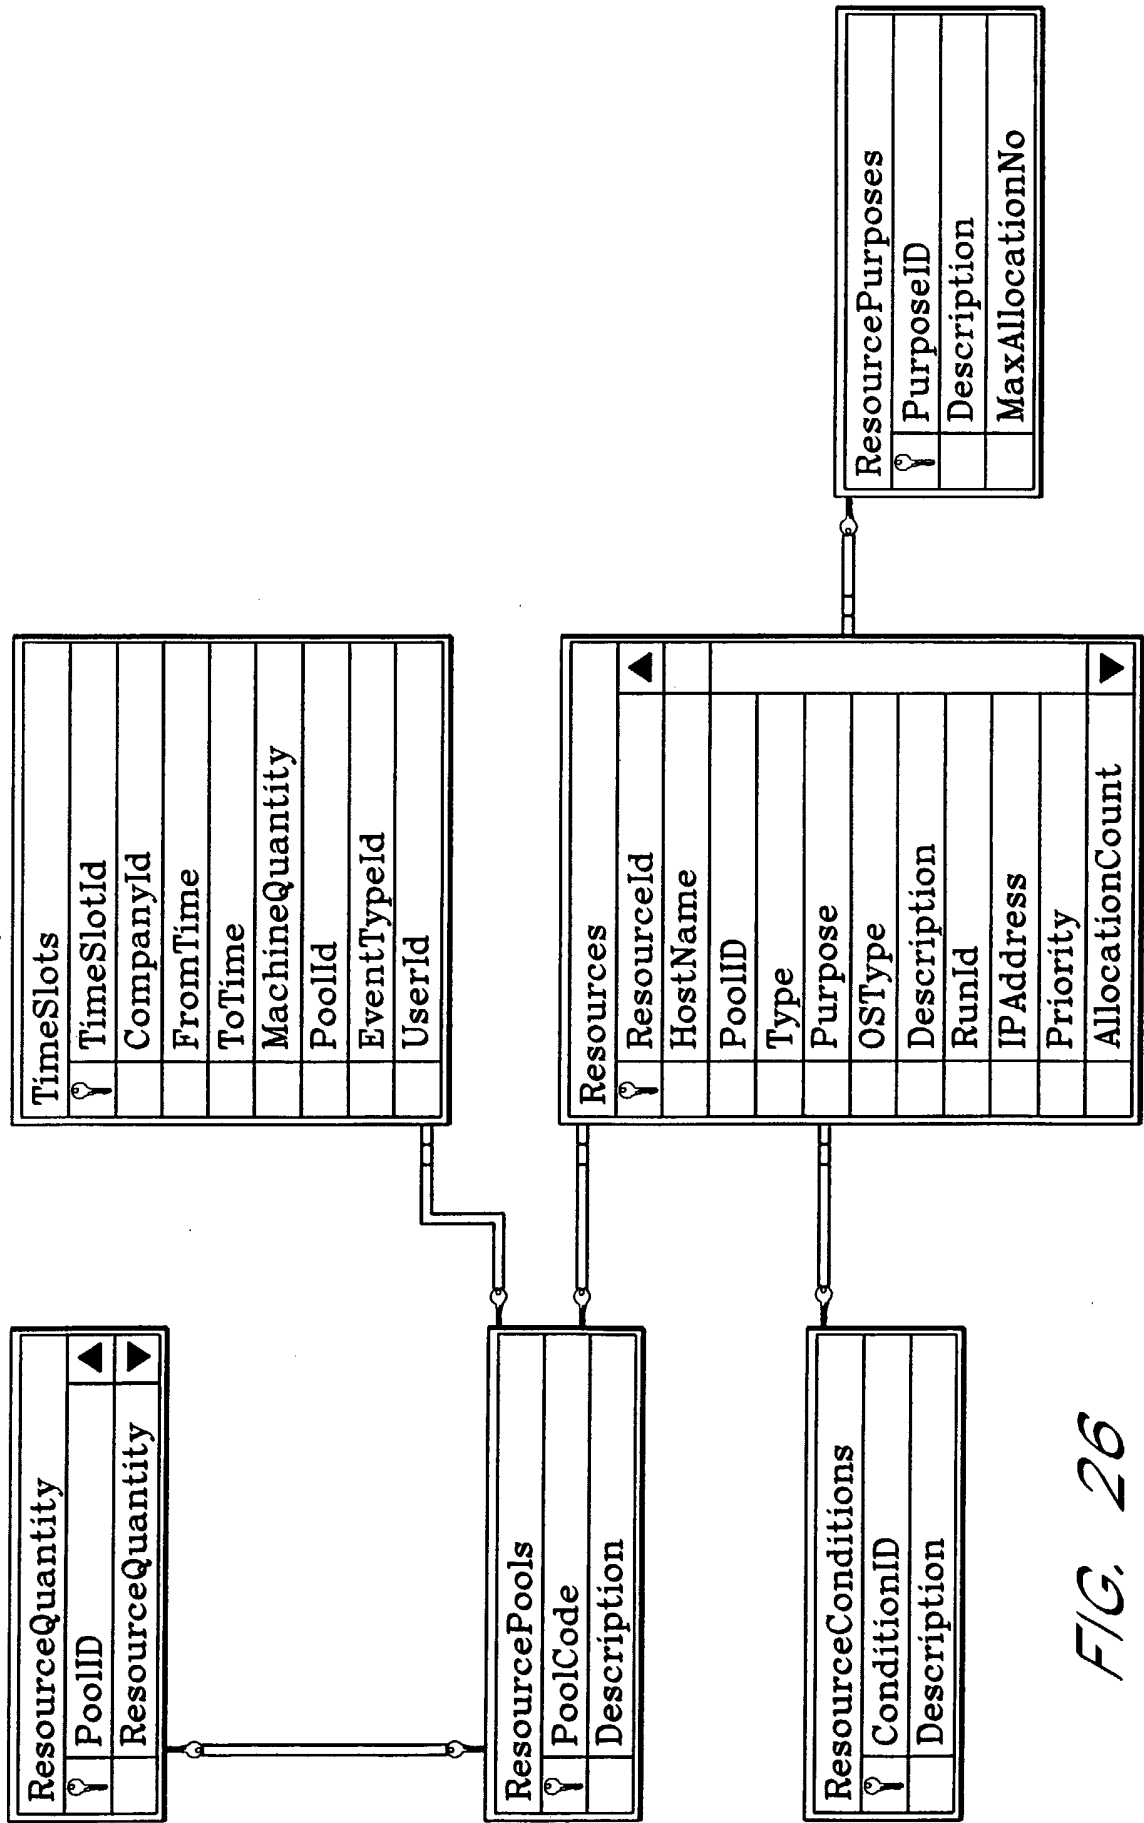 ResourceQuantity
PoolID
ResourceQuantity
TimeSlots
TimeSlotId
CompanyId
FromTime
ToTime
MachineQuantity
PoolId
EventTypeId
UserId
ResourcePools
PoolCode
Description
Resources
ResourceId
HostName
PoolID
Type
Purpose
OSType
Description
RunId
IPAddress
Priority
AllocationCount
ResourceConditions
ConditionID
Description
ResourcePurposes
PurposeID
Description
MaxAllocationNo
FIG. 26